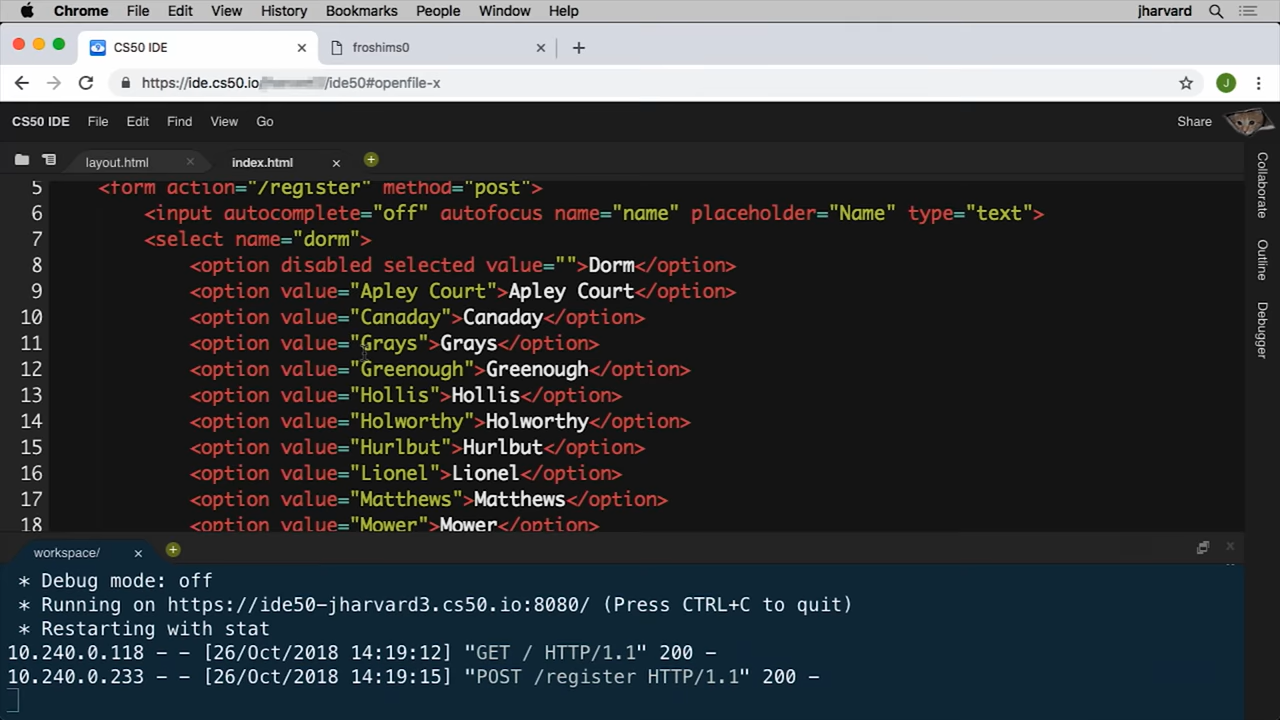 Chrome File Edit View History Bookmarks People Window Help jharvard
CS50 IDE froshims0
https://ide.cs50.io/ /ide50#openfile-x J
CS50 IDE File Edit Find View Go Share
layout.html index.html
5 <form action="/register" method="post">
6 <input autocomplete="off" autofocus name="name" placeholder="Name" type="text">
7 <select name="dorm">
8 <option disabled selected value="">Dorm</option>
9 <option value="Apley Court">Apley Court</option>
10 <option value="Canaday">Canaday</option>
11 <option value="Grays">Grays</option>
12 <option value="Greenough">Greenough</option>
13 <option value="Hollis">Hollis</option>
14 <option value="Holworthy">Holworthy</option>
15 <option value="Hurlbut">Hurlbut</option>
16 <option value="Lionel">Lionel</option>
17 <option value="Matthews">Matthews</option>
18 <option value="Mower">Mower</option>
Collaborate
Outline
Debugger
workspace/
* Debug mode: off
* Running on https://ide50-jharvard3.cs50.io:8080/ (Press CTRL+C to quit)
* Restarting with stat
10.240.0.118 - - [26/Oct/2018 14:19:12] "GET / HTTP/1.1" 200 -
10.240.0.233 - - [26/Oct/2018 14:19:15] "POST /register HTTP/1.1" 200 -